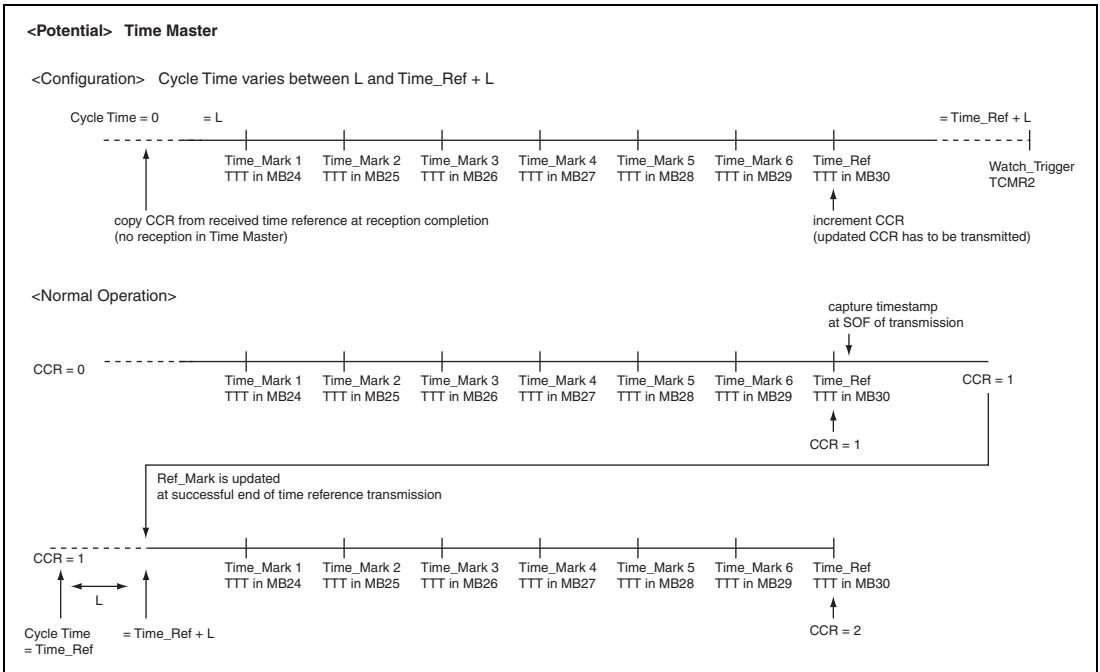 <Potential> Time Master
<Configuration> Cycle Time varies between L and Time_Ref + L
Cycle Time = 0
= L
= Time_Ref + L
Time_Mark 1 Time_Mark 2 Time_Mark 3 Time_Mark 4 Time_Mark 5 Time_Mark 6 Time_Ref
TTT in MB24 TTT in MB25 TTT in MB26 TTT in MB27 TTT in MB28 TTT in MB29 TTT in MB30
Watch_Trigger
TCMR2
copy CCR from received time reference at reception completion
(no reception in Time Master)
increment CCR
(updated CCR has to be transmitted)
<Normal Operation>
capture timestamp
at SOF of transmission
CCR = 0
Time_Mark 1 Time_Mark 2 Time_Mark 3 Time_Mark 4 Time_Mark 5 Time_Mark 6 Time_Ref
TTT in MB24 TTT in MB25 TTT in MB26 TTT in MB27 TTT in MB28 TTT in MB29 TTT in MB30
CCR = 1
CCR = 1
Ref_Mark is updated
at successful end of time reference transmission
CCR = 1
Time_Mark 1 Time_Mark 2 Time_Mark 3 Time_Mark 4 Time_Mark 5 Time_Mark 6 Time_Ref
TTT in MB24 TTT in MB25 TTT in MB26 TTT in MB27 TTT in MB28 TTT in MB29 TTT in MB30
L
Cycle Time
= Time_Ref
= Time_Ref + L
CCR = 2